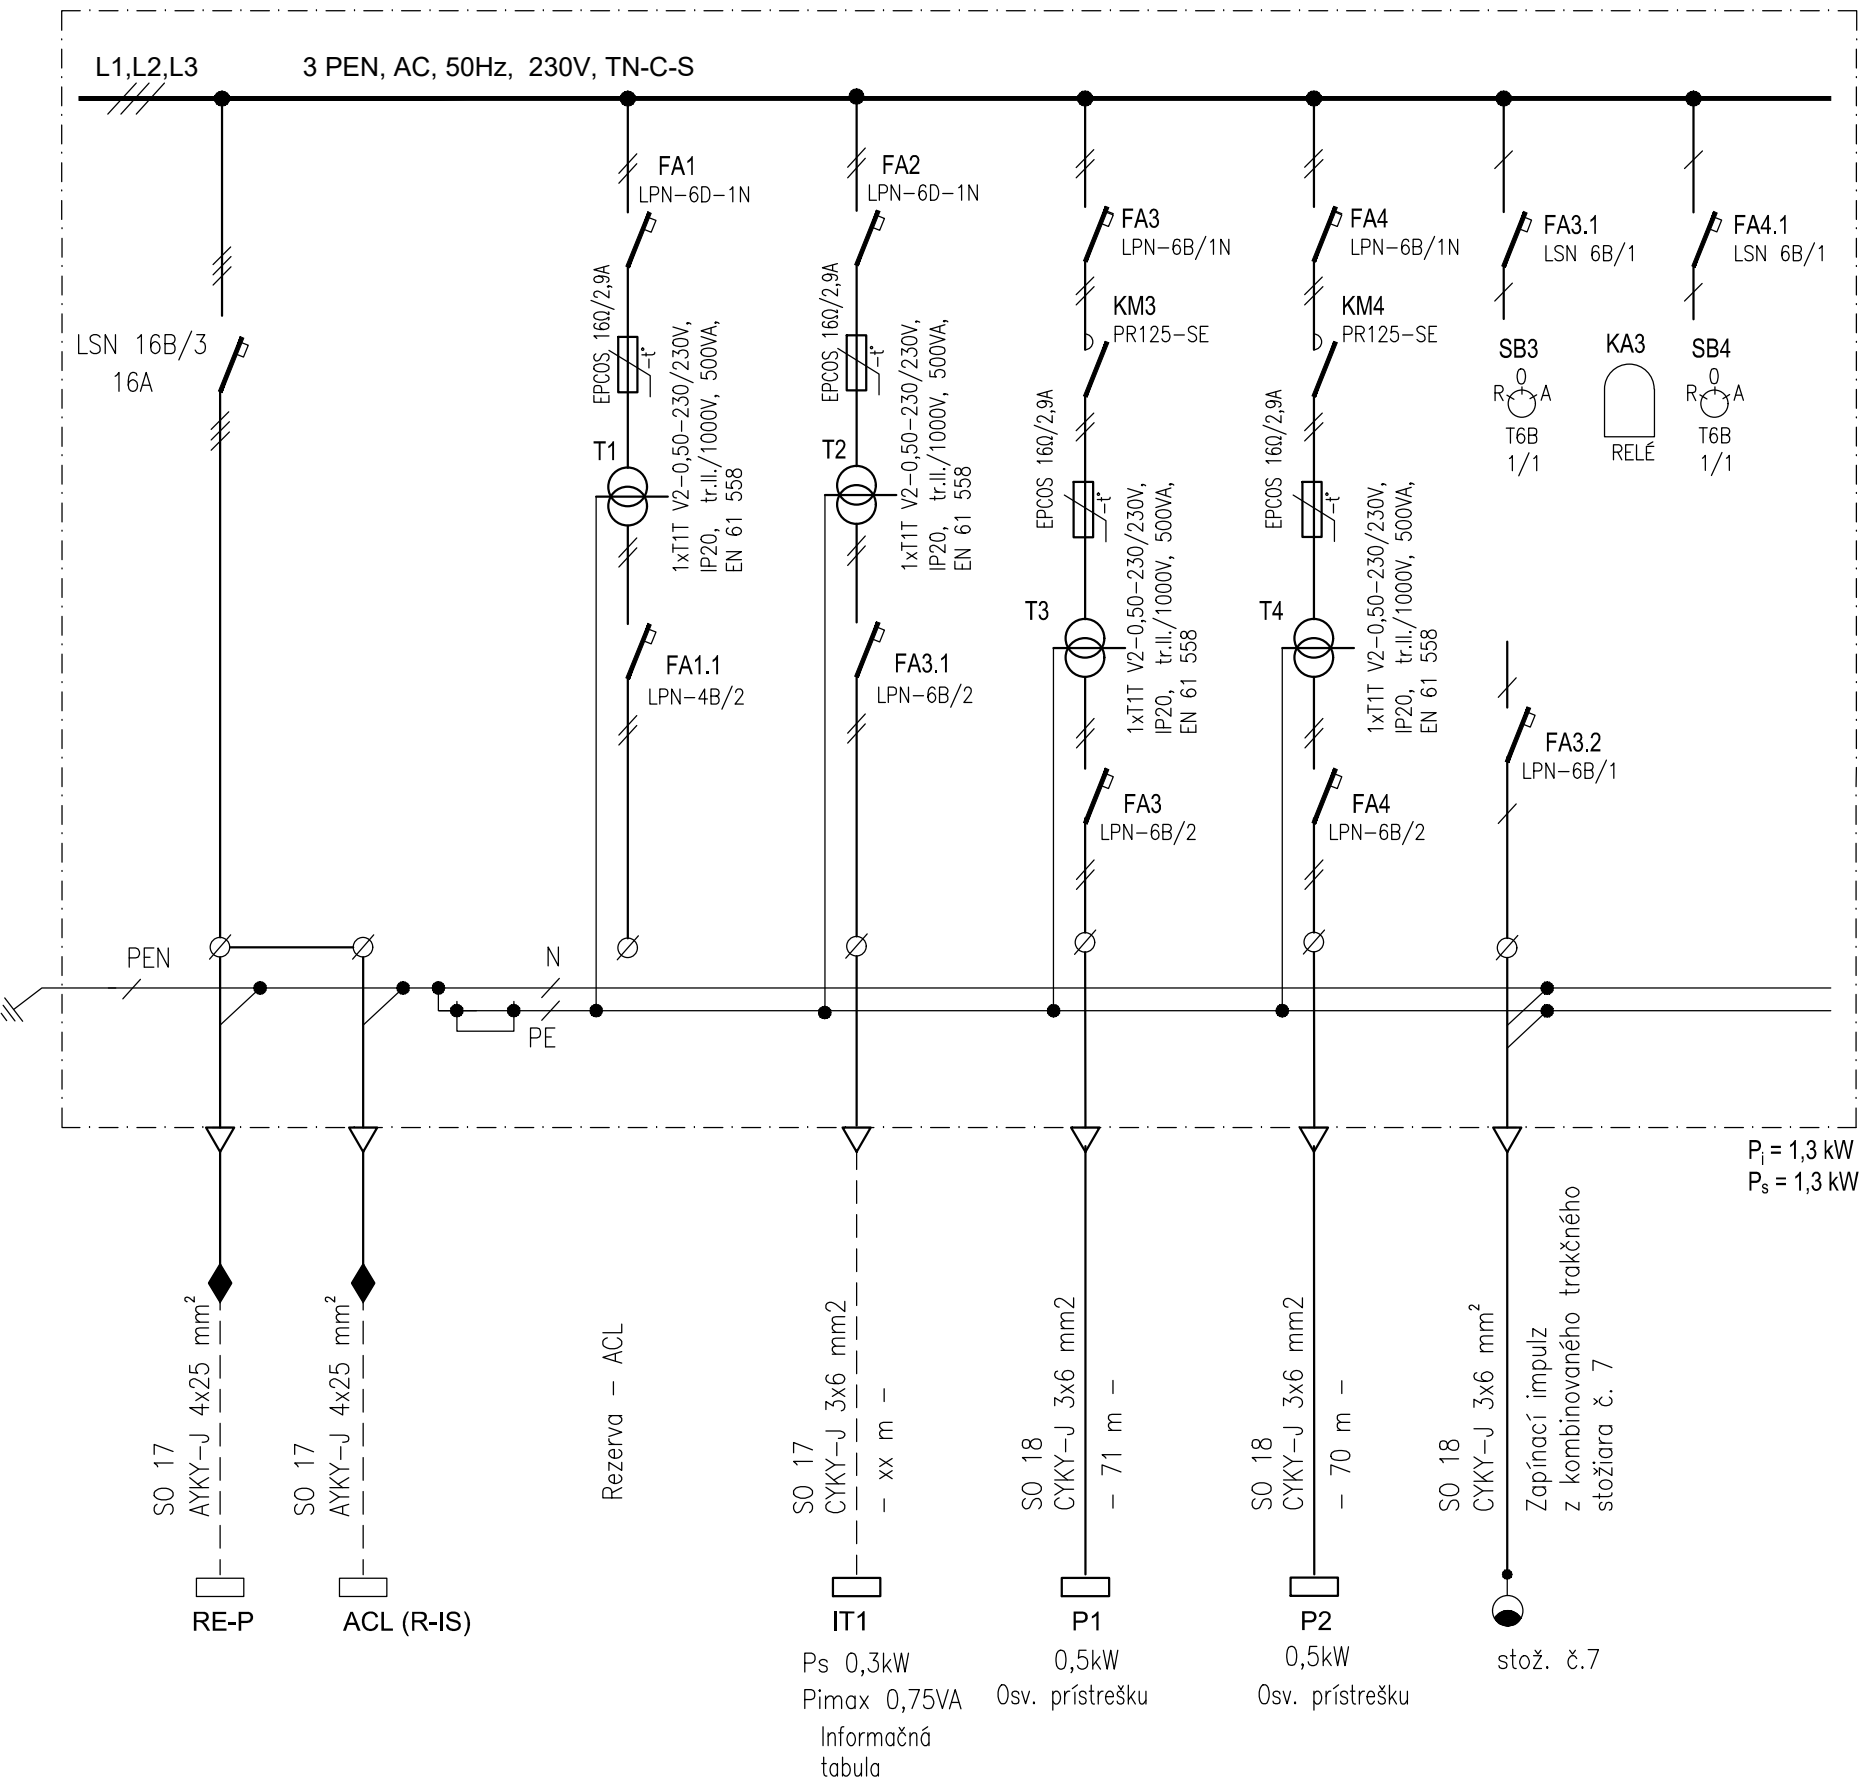 L1,L2,L3
3 PEN, AC, 50Hz, 230V, TN-C-S
LSN 16B/3
16A
FA1
LPN-6D-1N
EPCOS 16Ω/2,9A
-t°
T1
1xT1T V2-0,50-230/230V,
IP20, tr.II./1000V, 500VA,
EN 61 558
FA1.1
LPN-4B/2
FA2
LPN-6D-1N
EPCOS 16Ω/2,9A
-t°
T2
1xT1T V2-0,50-230/230V,
IP20, tr.II./1000V, 500VA,
EN 61 558
FA3.1
LPN-6B/2
FA3
LPN-6B/1N
KM3
PR125-SE
EPCOS 16Ω/2,9A
-t°
T3
1xT1T V2-0,50-230/230V,
IP20, tr.II./1000V, 500VA,
EN 61 558
FA3
LPN-6B/2
FA4
LPN-6B/1N
KM4
PR125-SE
EPCOS 16Ω/2,9A
-t°
T4
1xT1T V2-0,50-230/230V,
IP20, tr.II./1000V, 500VA,
EN 61 558
FA4
LPN-6B/2
FA3.1
LSN 6B/1
SB3
0
R A
T6B
1/1
KA3
RELÉ
FA4.1
LSN 6B/1
SB4
0
R A
T6B
1/1
FA3.2
LPN-6B/1
PEN
N
PE
Pi = 1,3 kW
Ps = 1,3 kW
SO 17
AYKY-J 4x25 mm²
RE-P
SO 17
AYKY-J 4x25 mm²
ACL (R-IS)
Rezerva - ACL
SO 17
CYKY-J 3x6 mm2
- xx m -
IT1
Ps 0,3kW
Pimax 0,75VA
Informačná
tabula
SO 18
CYKY-J 3x6 mm2
- 71 m -
P1
0,5kW
Osv. prístrešku
SO 18
CYKY-J 3x6 mm2
- 70 m -
P2
0,5kW
Osv. prístrešku
SO 18
CYKY-J 3x6 mm²
Zapínací impulz
z kombinovaného trakčného
stožiara č. 7
stož. č.7